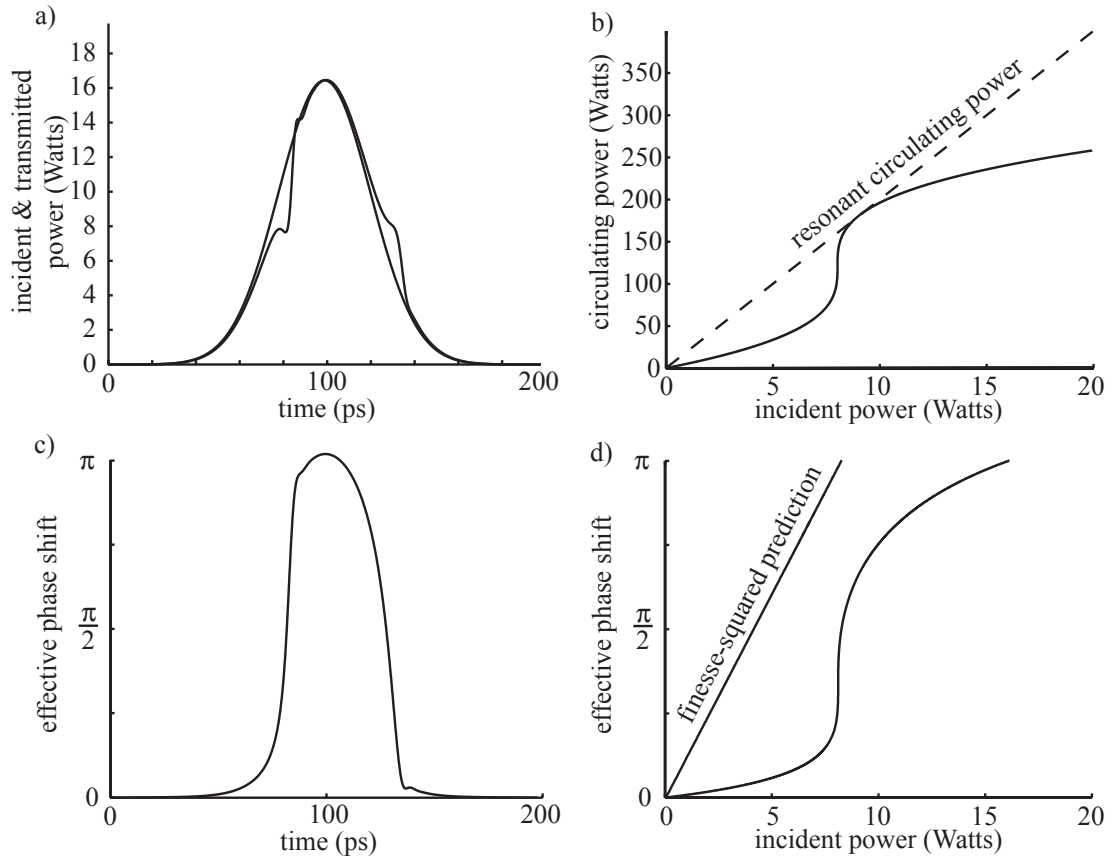 a)
incident & transmitted
power (Watts)
18
16
14
12
10
8
6
4
2
0
0
100
200
time (ps)
b)
circulating power (Watts)
350
300
250
200
150
100
50
0
resonant circulating power
0
5
10
15
20
incident power (Watts)
c)
effective phase shift
π
π
2
0
0
100
200
time (ps)
d)
effective phase shift
π
π
2
0
finesse-squared prediction
0
5
10
15
20
incident power (Watts)